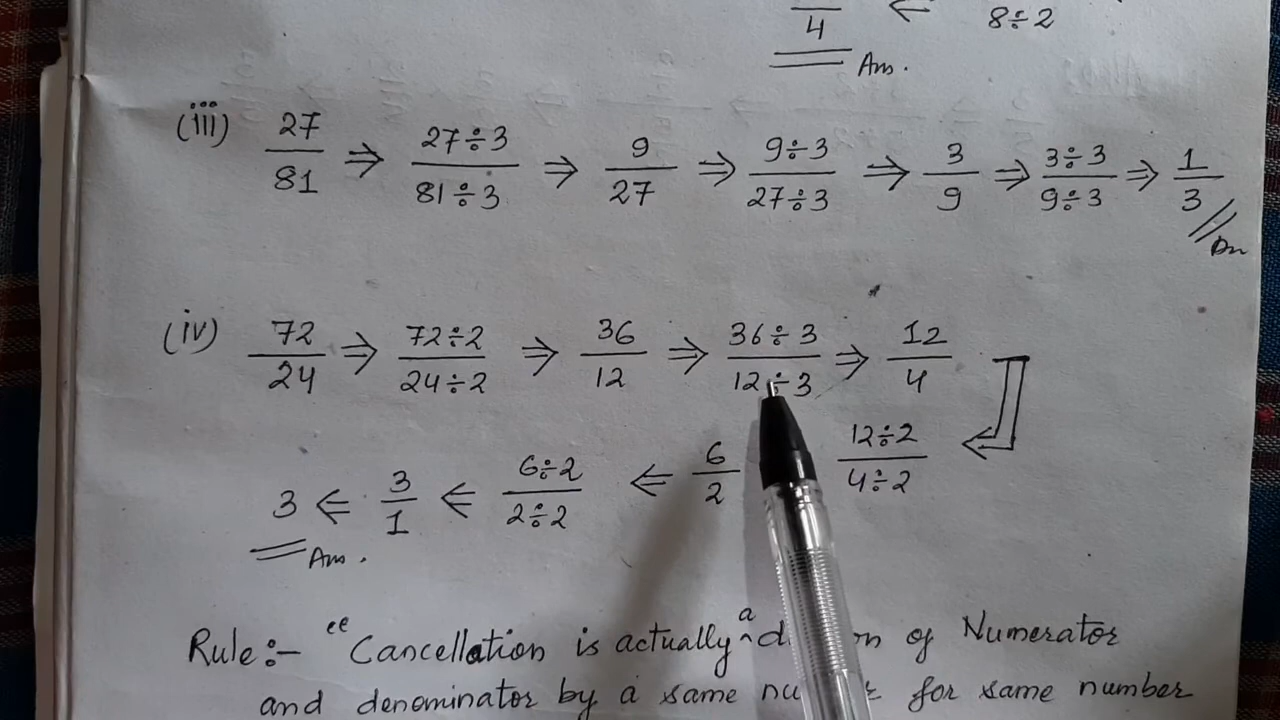 4 ⇐ 8÷2
Ans.
(iii) 27/81 ⇒ 27÷3/81÷3 ⇒ 9/27 ⇒ 9÷3/27÷3 ⇒ 3/9 ⇒ 3÷3/9÷3 ⇒ 1/3
(iv) 72/24 ⇒ 72÷2/24÷2 ⇒ 36/12 ⇒ 36÷3/12÷3 ⇒ 12/4
3 ⇐ 3/1 ⇐ 6÷2/2÷2 ⇐ 6/2 12÷2/4÷2 ⇐
Ans.
Rule:- "Cancellation is actually a of Numerator
and denominator by a same for same number